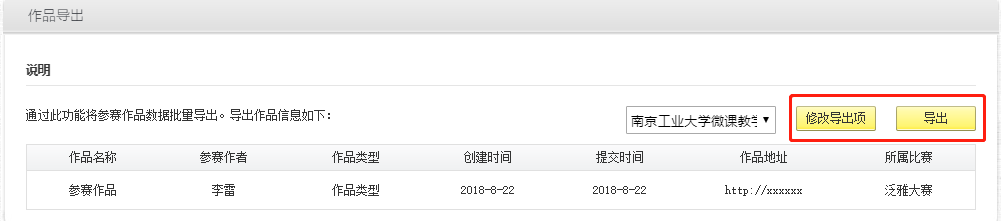 作品导出
说明
通过此功能将参赛作品数据批量导出。导出作品信息如下：
南京工业大学微课教学 修改导出项 导出
作品名称 参赛作者 作品类型 创建时间 提交时间 作品地址 所属比赛
参赛作品 李雷 作品类型 2018-8-22 2018-8-22 http://xxxxxx 泛雅大赛